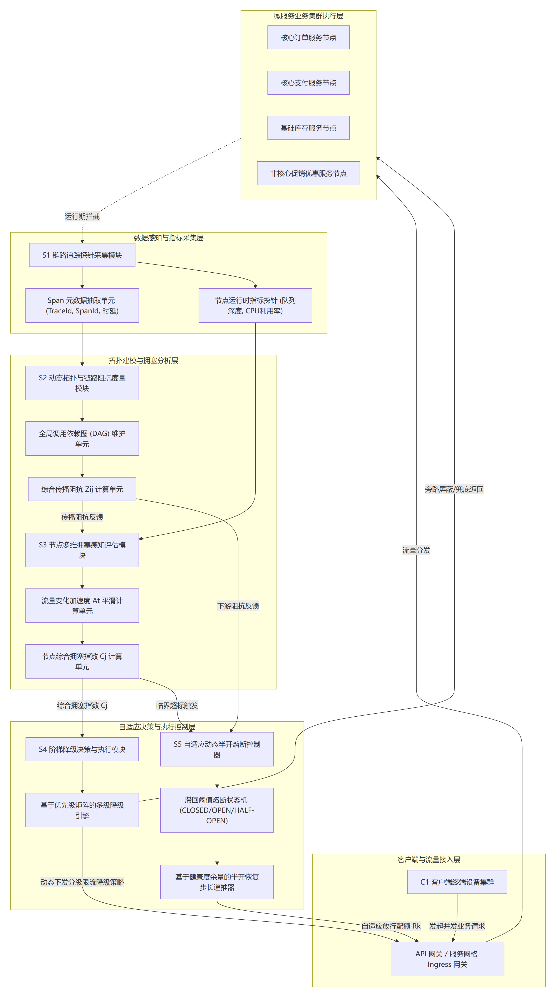 微服务业务集群执行层
核心订单服务节点
核心支付服务节点
基础库存服务节点
非核心促销优惠服务节点
运行期拦截
数据感知与指标采集层
S1 链路追踪探针采集模块
Span 元数据抽取单元
(TraceId, SpanId, 时延)
节点运行时指标探针 (队列
深度, CPU利用率)
拓扑建模与拥塞分析层
S2 动态拓扑与链路阻抗度量
模块
全局调用依赖图 (DAG) 维护
单元
综合传播阻抗 Zij 计算单元
旁路屏蔽/兜底返回
传播阻抗反馈
S3 节点多维拥塞感知评估模
块
流量分发
流量变化加速度 At 平滑计
算单元
下游阻抗反馈
节点综合拥塞指数 Cj 计算
单元
综合拥塞指数 Cj
临界超标触发
自适应决策与执行控制层
S4 阶梯降级决策与执行模块
S5 自适应动态半开熔断控制
器
基于优先级矩阵的多级降级
引擎
滞回阈值熔断状态机
(CLOSED/OPEN/HALF-
OPEN)
动态下发分级限流降级策略
基于健康度余量的半开恢复
步长递推器
客户端与流量接入层
C1 客户端终端设备集群
自适应放行配额 Rk
发起并发业务请求
API 网关 / 服务网格
Ingress 网关